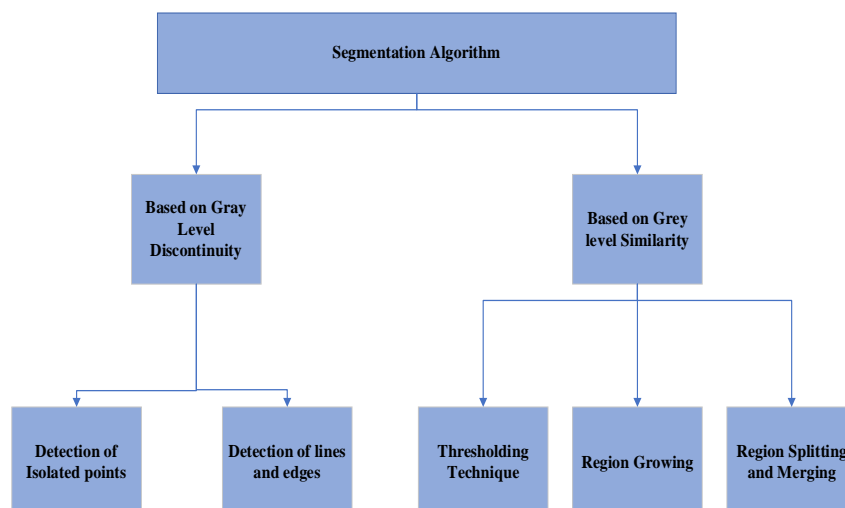 Segmentation Algorithm
Based on Gray
Level
Discontinuity
Based on Grey
level Similarity
Detection of
Isolated points
Detection of lines
and edges
Thresholding
Technique
Region Growing
Region Splitting
and Merging